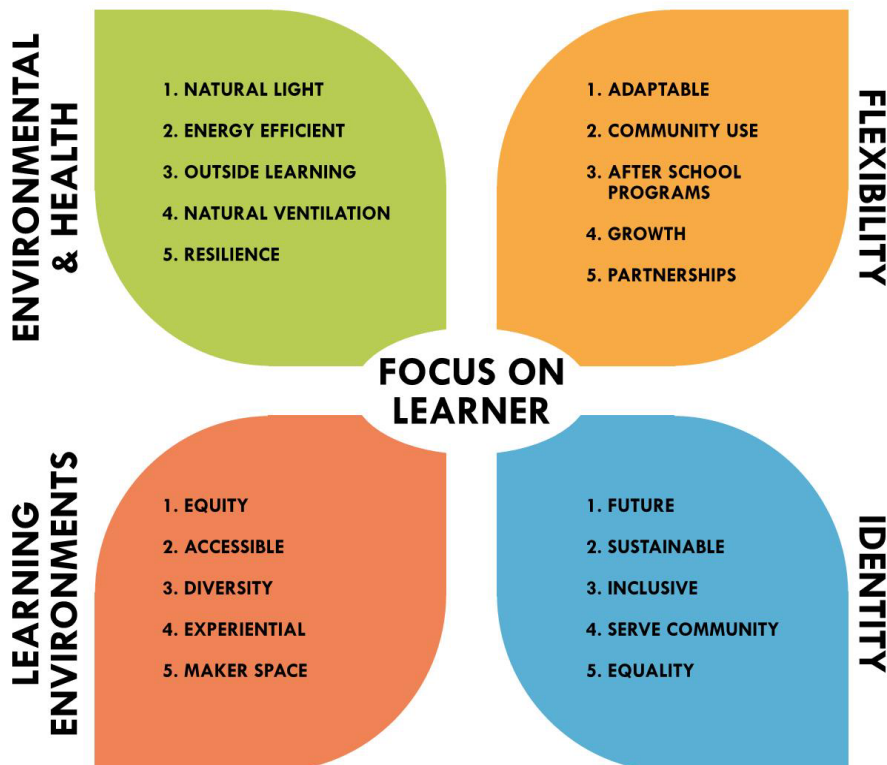 ENVIRONMENTAL
& HEALTH
1. NATURAL LIGHT
2. ENERGY EFFICIENT
3. OUTSIDE LEARNING
4. NATURAL VENTILATION
5. RESILIENCE
FLEXIBILITY
1. ADAPTABLE
2. COMMUNITY USE
3. AFTER SCHOOL
PROGRAMS
4. GROWTH
5. PARTNERSHIPS
FOCUS ON
LEARNER
LEARNING
ENVIRONMENTS
1. EQUITY
2. ACCESSIBLE
3. DIVERSITY
4. EXPERIENTIAL
5. MAKER SPACE
IDENTITY
1. FUTURE
2. SUSTAINABLE
3. INCLUSIVE
4. SERVE COMMUNITY
5. EQUALITY